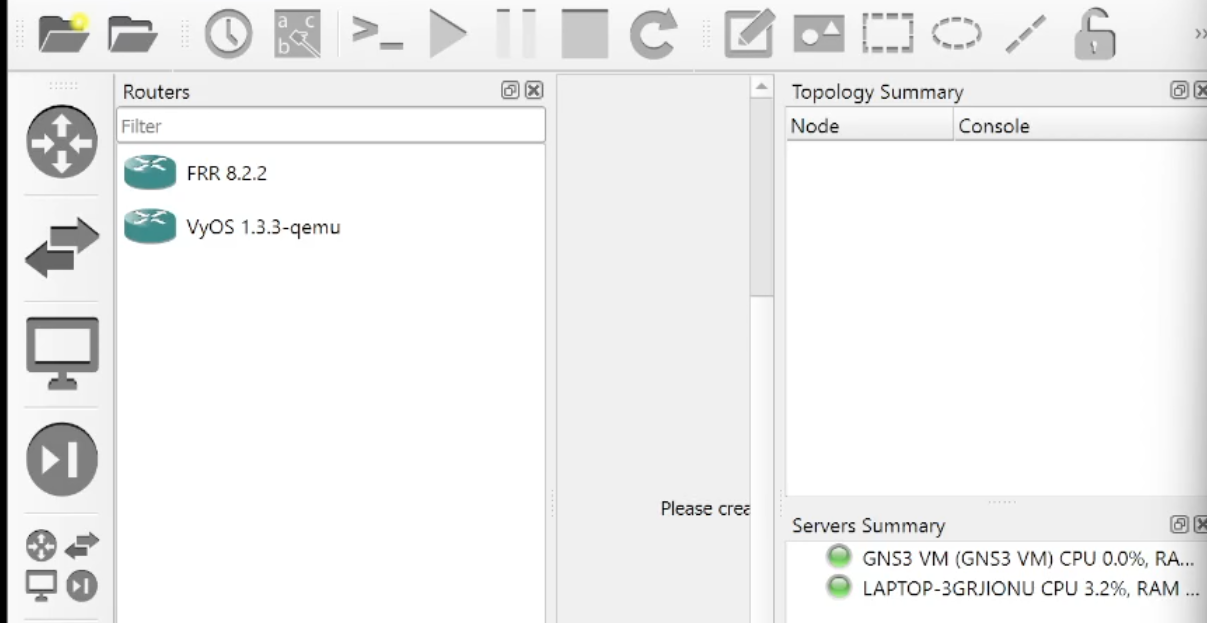 a c
b
>_
Routers
Filter
FRR 8.2.2
VyOS 1.3.3-qemu
Please crea
Topology Summary
Node Console
Servers Summary
GNS3 VM (GNS3 VM) CPU 0.0%, RA...
LAPTOP-3GRJIONU CPU 3.2%, RAM ...